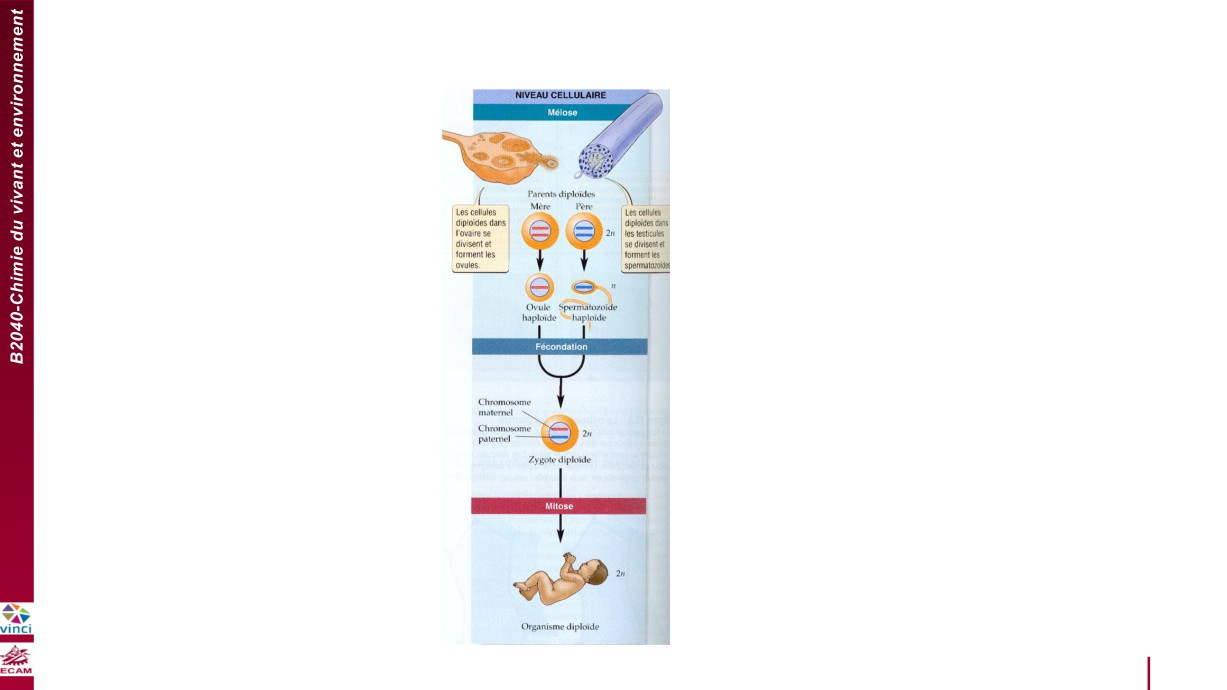 B2040-Chimie du vivant et environnement
NIVEAU CELLULAIRE
Méiose
Parents diploïdes
Mère
Père
Les cellules
diploïdes dans
l'ovaire se
divisent et
forment les
ovules.
2n
Les cellules
diploïdes dans
les testicules
se divisent et
forment les
spermatozoïdes
n
Ovule
haploïde
Spermatozoïde
haploïde
Fécondation
Chromosome
maternel
Chromosome
paternel
2n
Zygote diploïde
Mitose
2n
Organisme diploïde
vinci
ECAM